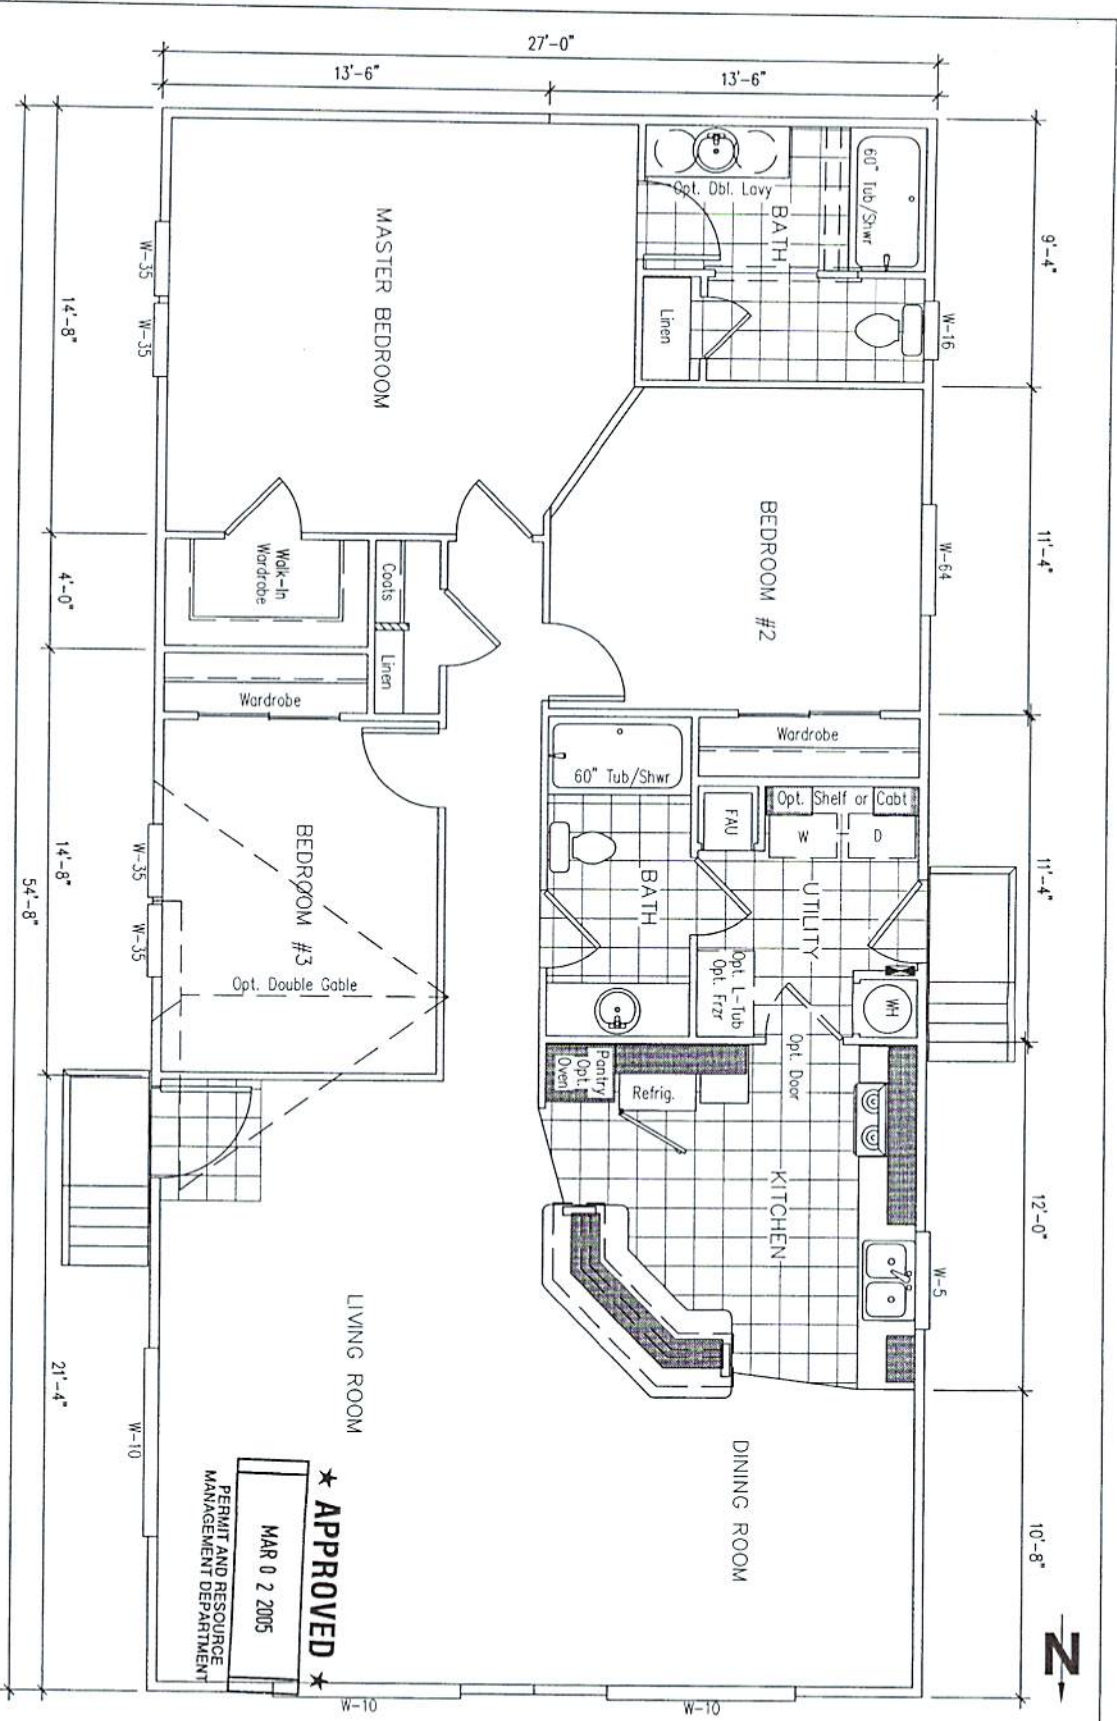 27'-0"
13'-6"
13'-6"
9'-4"
11'-4"
11'-4"
12'-0"
10'-8"
N
60" Tub/Shwr
Opt. Dbl. Lavy
BATH
Linen
W-16
MASTER BEDROOM
W-35
W-35
14'-8"
BEDROOM #2
W-64
Walk-In
Wardrobe
Coats
Linen
4'-0"
Wardrobe
Wardrobe
60" Tub/Shwr
FAU
Opt. Shelf or Cabt
W
D
BATH
UTILITY
Opt. L-Tub
Opt. Frzr
WH
BEDROOM #3
Opt. Double Gable
W-35
W-35
14'-8"
54'-8"
Pantry
Opt.
Oven
Refrig.
Opt. Door
KITCHEN
W-5
LIVING ROOM
DINING ROOM
W-10
21'-4"
★ APPROVED ★
MAR 0 2 2005
PERMIT AND RESOURCE
MANAGEMENT DEPARTMENT
W-10
W-10